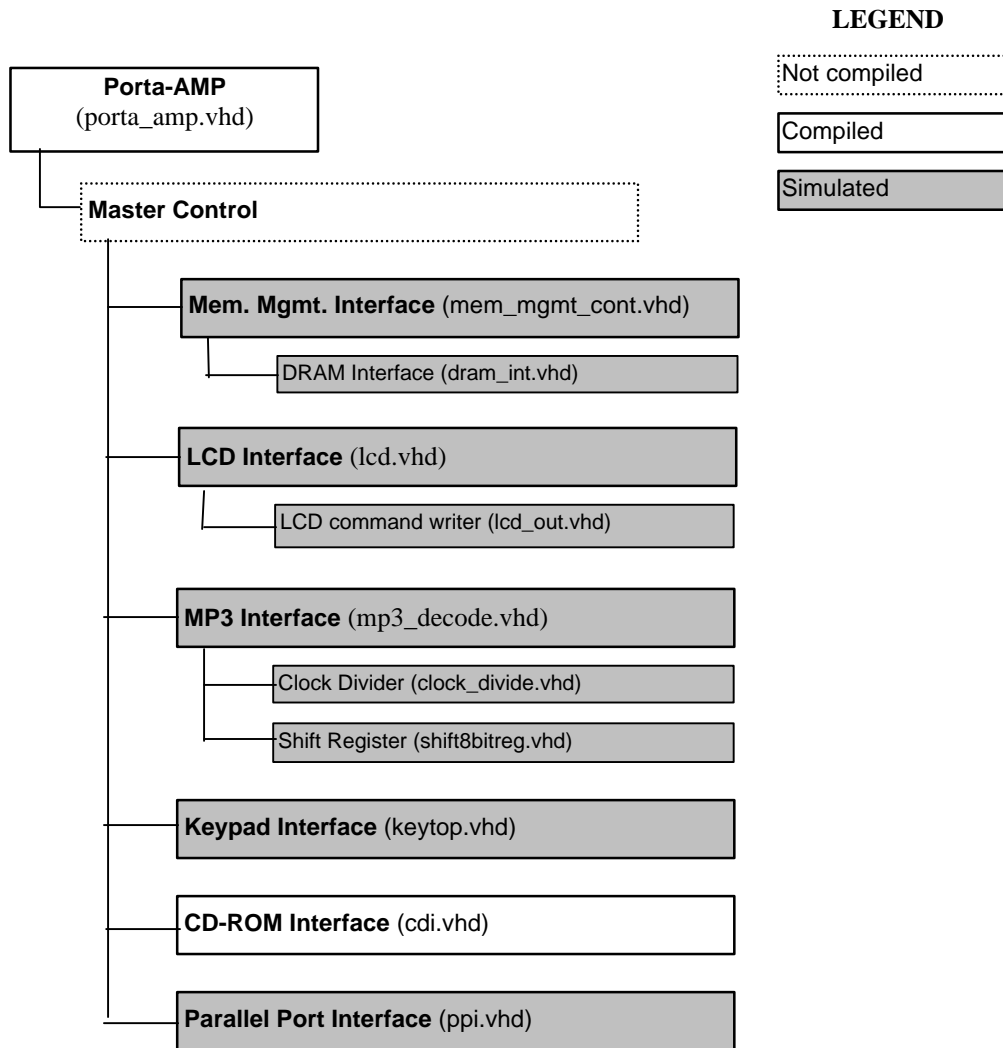 LEGEND
Not compiled
Compiled
Simulated
Porta-AMP
(porta_amp.vhd)
Master Control
Mem. Mgmt. Interface (mem_mgmt_cont.vhd)
DRAM Interface (dram_int.vhd)
LCD Interface (lcd.vhd)
LCD command writer (lcd_out.vhd)
MP3 Interface (mp3_decode.vhd)
Clock Divider (clock_divide.vhd)
Shift Register (shift8bitreg.vhd)
Keypad Interface (keytop.vhd)
CD-ROM Interface (cdi.vhd)
Parallel Port Interface (ppi.vhd)